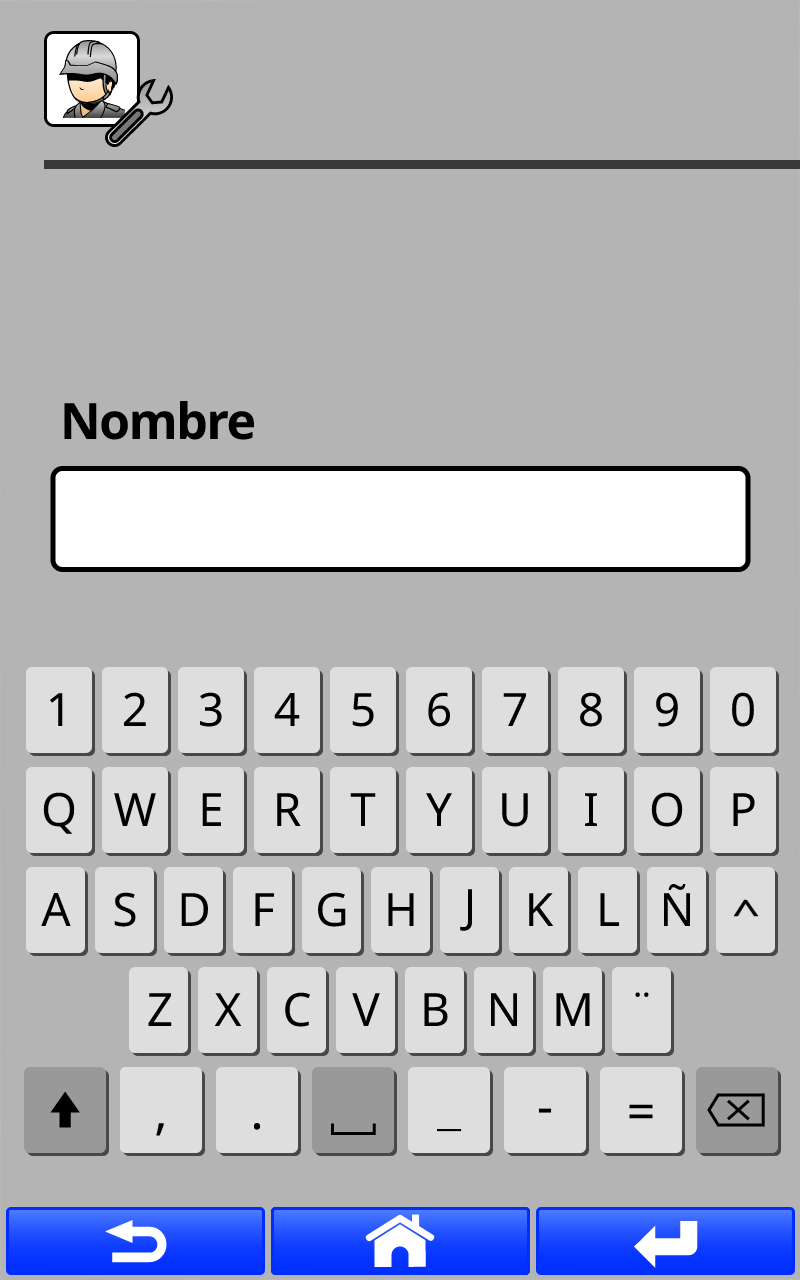 Nombre
1 2 3 4 5 6 7 8 9 0
Q W E R T Y U I O P
A S D F G H J K L Ñ ^
Z X C V B N M ¨
, . _ - =